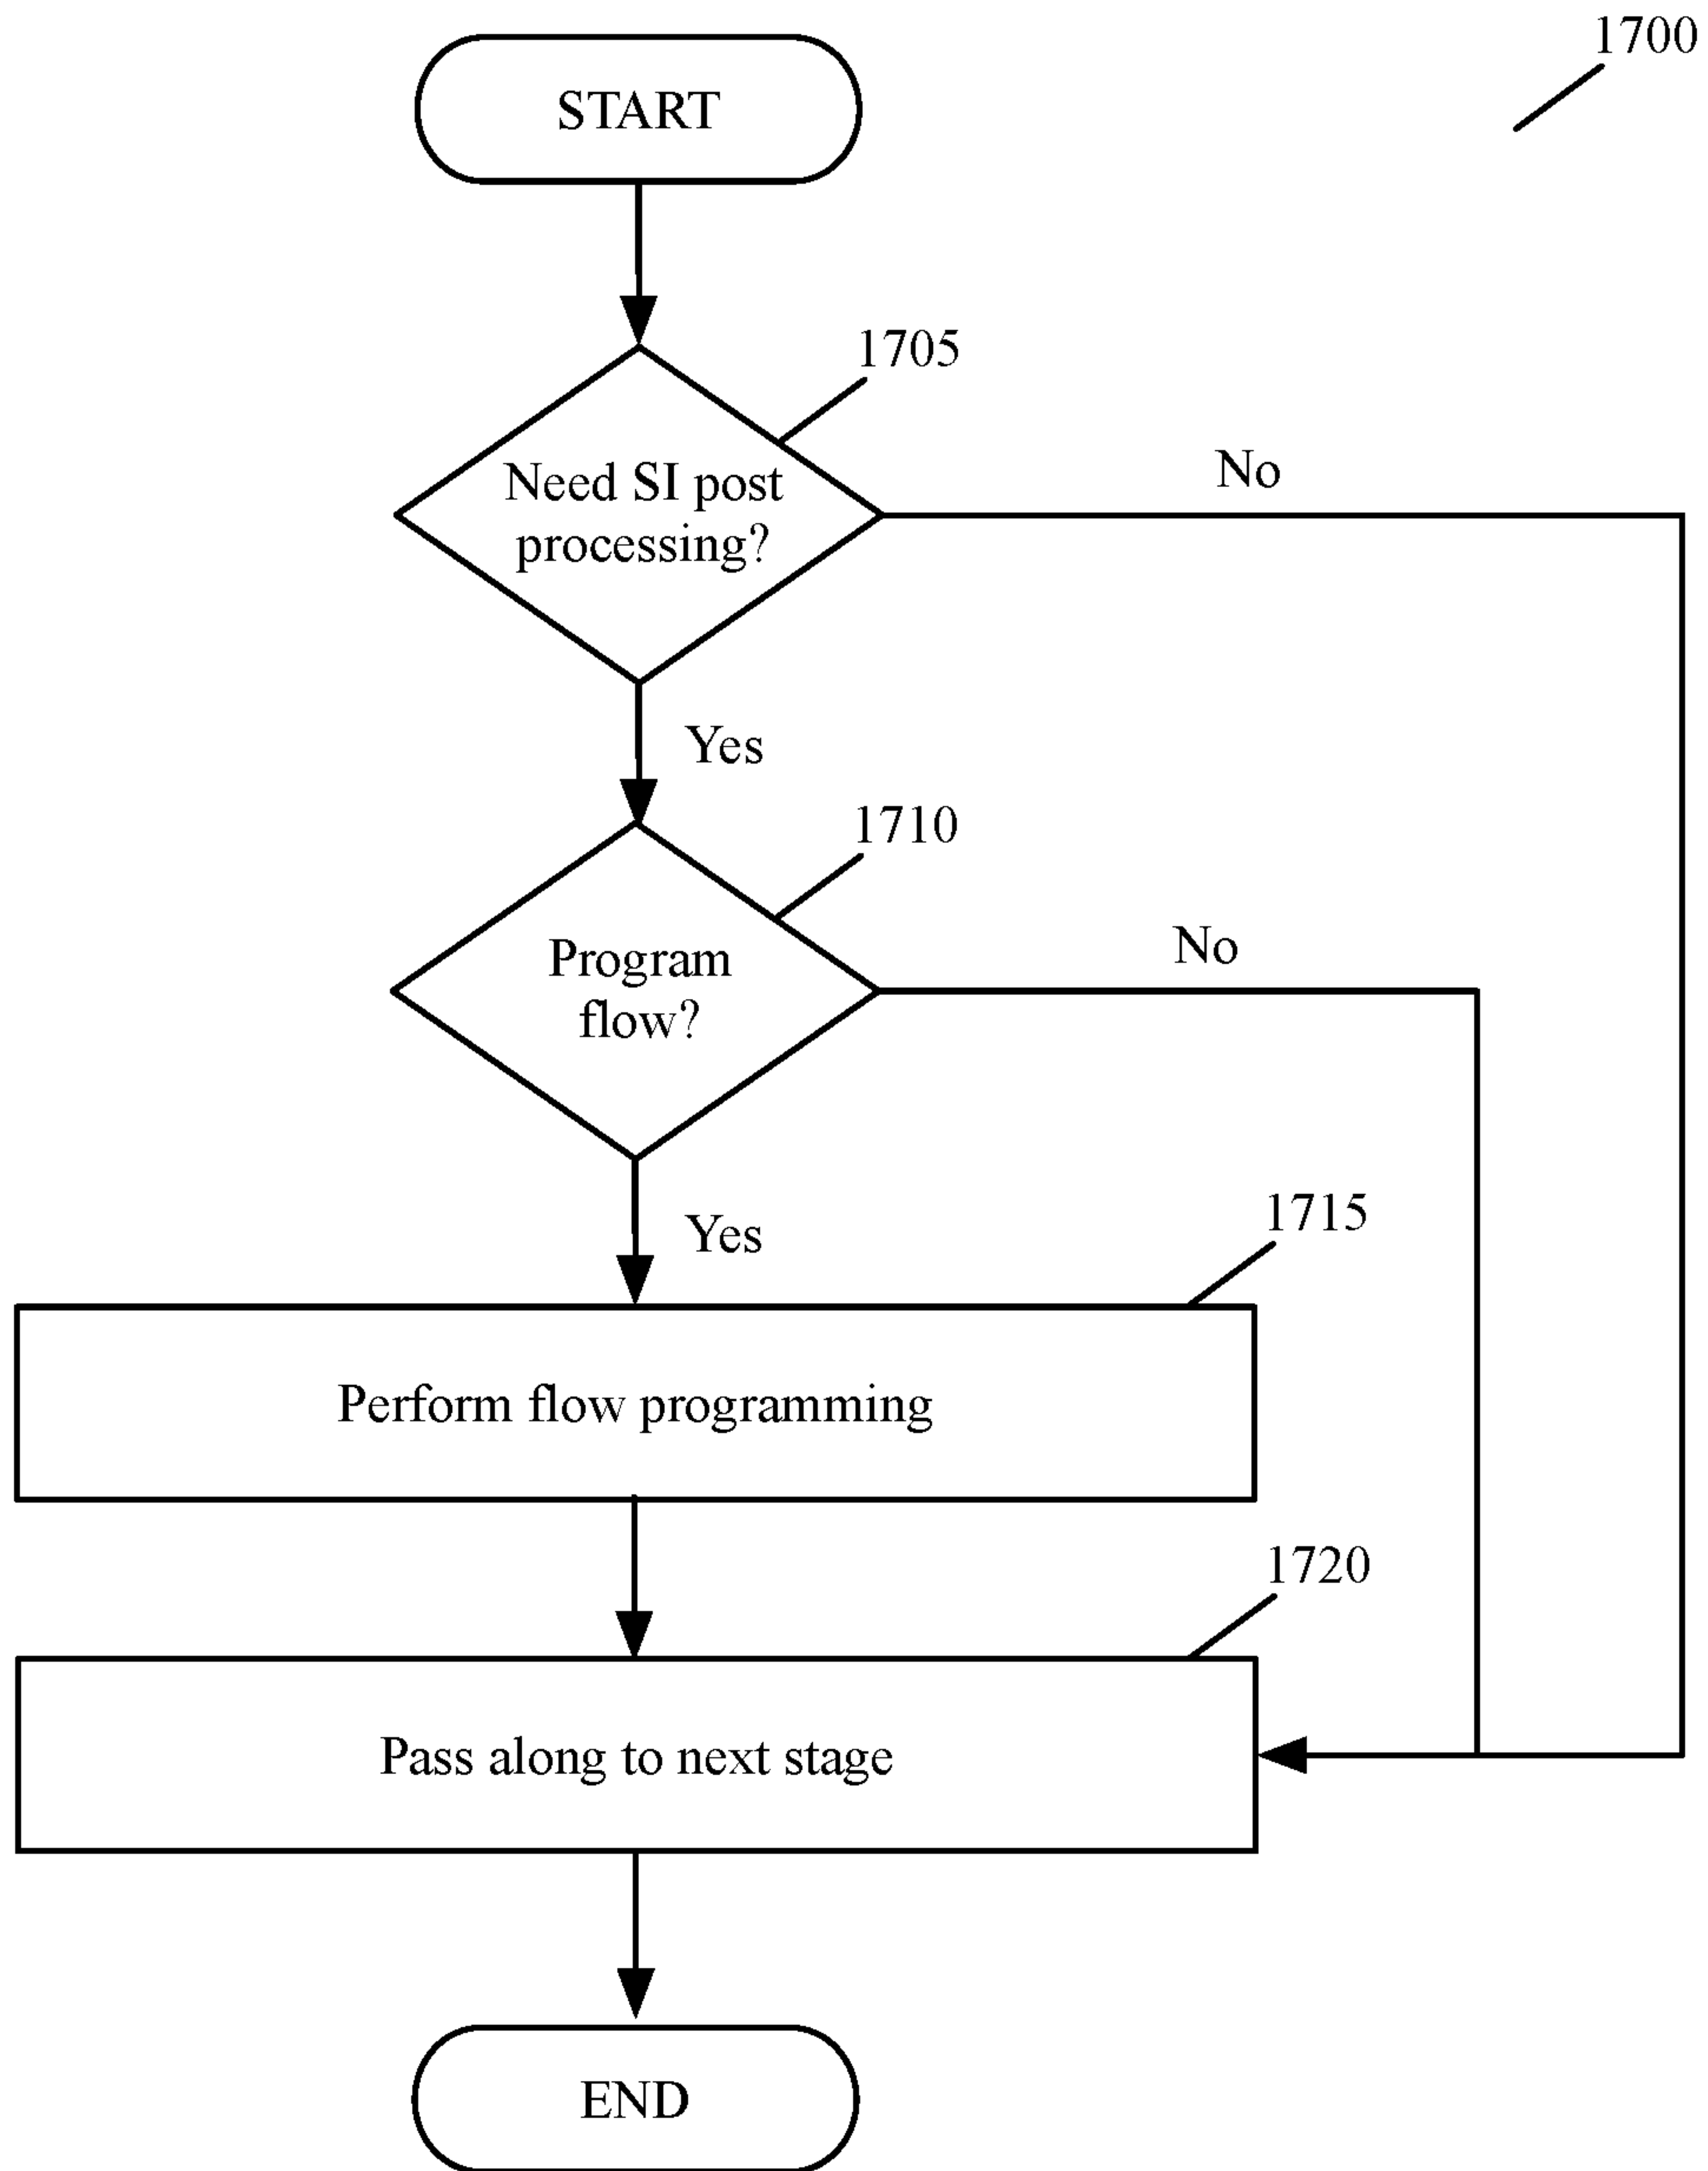 1700
START
1705
Need SI post
processing?
No
Yes
1710
Program
flow?
No
Yes
1715
Perform flow programming
1720
Pass along to next stage
END